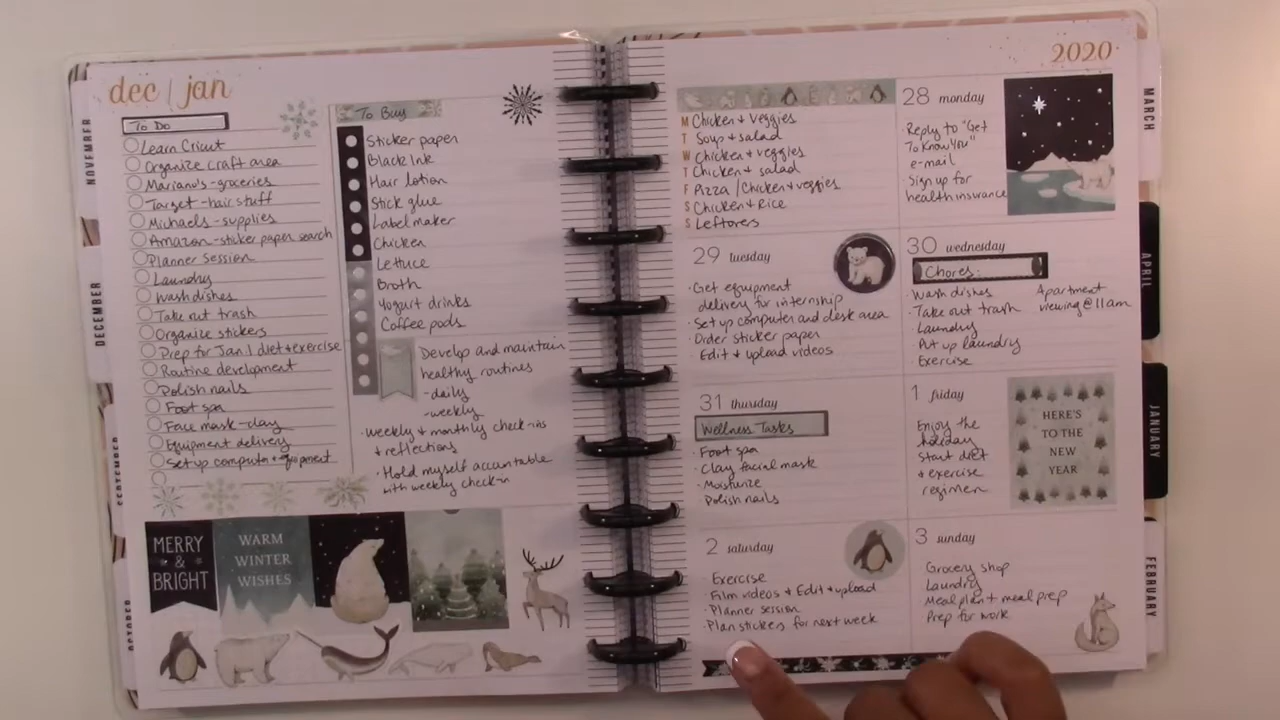 dec | jan
To Do
Learn Cricut
Organize craft area
Mariano's - groceries
Target - hair stuff
Michaels - supplies
Amazon - sticker paper search
Planner session
Laundry
Wash dishes
Take out trash
Organize stickers
Prep for Jan 1 diet + exercise
Routine development
Polish nails
Foot spa
Face mask - clay
Equipment delivery
Set up computer + equipment
To Buy
Sticker paper
Black Ink
Hair lotion
Stick glue
Label maker
Chicken
Lettuce
Broth
Yogurt drinks
Coffee pods
Develop and maintain
healthy routines
- daily
- weekly
· weekly & monthly check-ins
& reflections
· Hold myself accountable
with weekly check-in
MERRY
&
BRIGHT
WARM
WINTER
WISHES
NOVEMBER
DECEMBER
SEPTEMBER
OCTOBER
2020
M Chicken & veggies
T Soup & salad
W Chicken & veggies
T Chicken & salad
F Pizza / Chicken & veggies
S Chicken & Rice
S Leftovers
28 monday
· Reply to "Get
To Know You"
e-mail
· Sign up for
health insurance
29 tuesday
· Get equipment
delivery for internship
· Set up computer and desk area
· Order sticker paper
· Edit & upload videos
30 wednesday
Chores:
· Wash dishes
· Take out trash
· Laundry
· Put up laundry
· Exercise
Apartment
viewing @ 11am
31 thursday
Wellness Tasks
· Foot spa
· Clay facial mask
· Moisturize
· Polish nails
1 friday
Enjoy the
holiday
Start diet
& exercise
regimen
HERE'S
TO THE
NEW
YEAR
2 saturday
· Exercise
· Film videos & Edit & upload
· Planner session
· Plan stickers for next week
3 sunday
Grocery shop
Laundry
Meal plan + meal prep
Prep for work
MARCH
APRIL
JANUARY
FEBRUARY